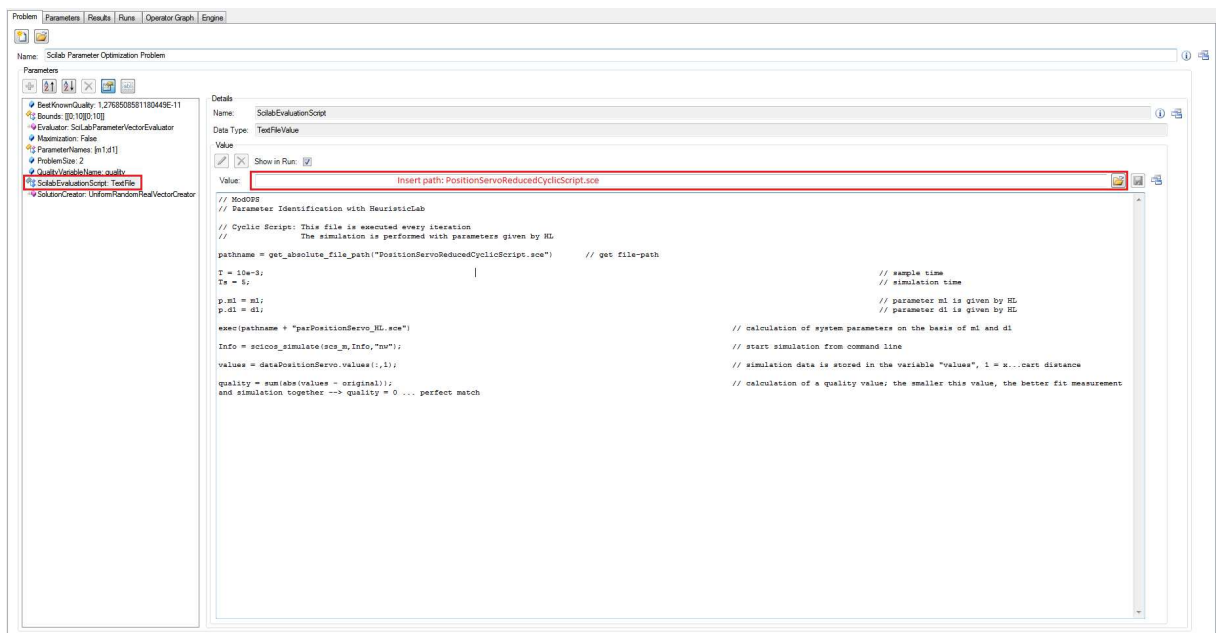 Problem Parameters Results Runs Operator Graph Engine
Name: Scilab Parameter Optimization Problem
Parameters
BestKnownQuality: 1,2768508581180449E-11
Bounds: [[0;10][0;10]]
Evaluator: SciLabParameterVectorEvaluator
Maximization: False
ParameterNames: [m1;d1]
ProblemSize: 2
QualityVariableName: quality
ScilabEvaluationScript: TextFile
SolutionCreator: UniformRandomRealVectorCreator
Details
Name: ScilabEvaluationScript
Data Type: TextFileValue
Value
Show in Run:
Value: Insert path: PositionServoReducedCyclicScript.sce
// ModOPS
// Parameter Identification with HeuristicLab
// Cyclic Script: This file is executed every iteration
// The simulation is performed with parameters given by HL
pathname = get_absolute_file_path("PositionServoReducedCyclicScript.sce") // get file-path
T = 10e-3; // sample time
Ts = 5; // simulation time
p.m1 = m1; // parameter m1 is given by HL
p.d1 = d1; // parameter d1 is given by HL
exec(pathname + "parPositionServo_HL.sce") // calculation of system parameters on the basis of m1 and d1
Info = scicos_simulate(scs_m,Info,"nw"); // start simulation from command line
values = dataPositionServo.values(:,1); // simulation data is stored in the variable "values", 1 = x...cart distance
quality = sum(abs(values - original)); // calculation of a quality value; the smaller this value, the better fit measurement
and simulation together --> quality = 0 ... perfect match